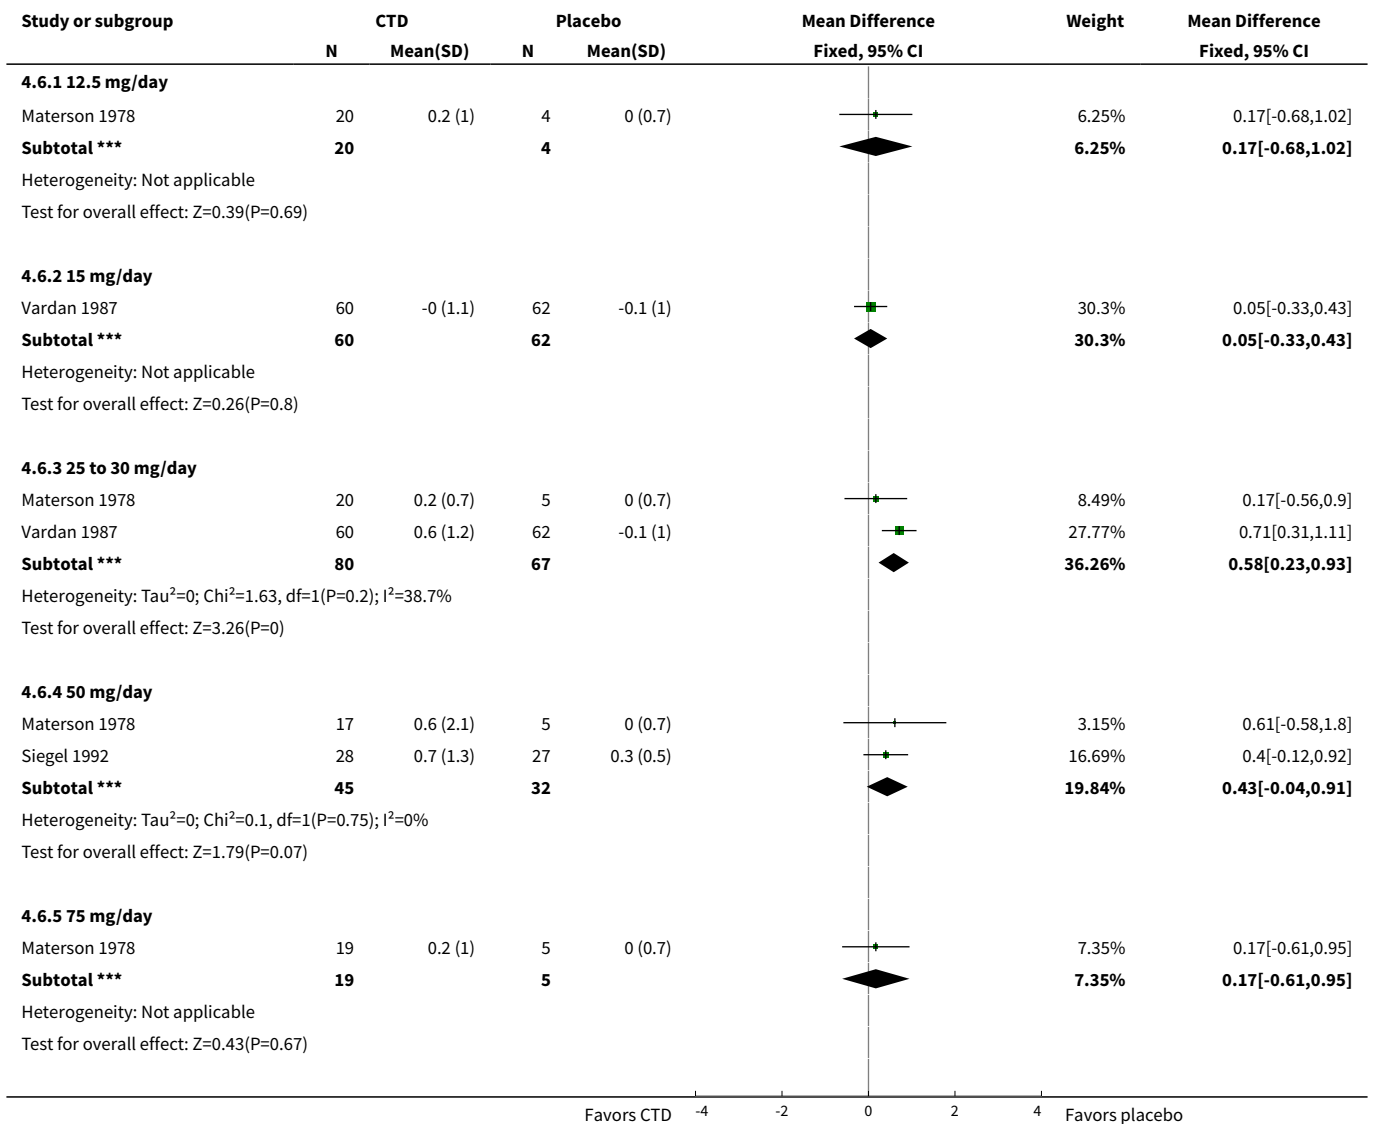 Study or subgroup CTD Placebo Mean Difference Weight Mean Difference
N Mean(SD) N Mean(SD) Fixed, 95% CI Fixed, 95% CI
4.6.1 12.5 mg/day
Materson 1978 20 0.2 (1) 4 0 (0.7) 6.25% 0.17[-0.68,1.02]
Subtotal *** 20 4 6.25% 0.17[-0.68,1.02]
Heterogeneity: Not applicable
Test for overall effect: Z=0.39(P=0.69)
4.6.2 15 mg/day
Vardan 1987 60 -0 (1.1) 62 -0.1 (1) 30.3% 0.05[-0.33,0.43]
Subtotal *** 60 62 30.3% 0.05[-0.33,0.43]
Heterogeneity: Not applicable
Test for overall effect: Z=0.26(P=0.8)
4.6.3 25 to 30 mg/day
Materson 1978 20 0.2 (0.7) 5 0 (0.7) 8.49% 0.17[-0.56,0.9]
Vardan 1987 60 0.6 (1.2) 62 -0.1 (1) 27.77% 0.71[0.31,1.11]
Subtotal *** 80 67 36.26% 0.58[0.23,0.93]
Heterogeneity: Tau²=0; Chi²=1.63, df=1(P=0.2); I²=38.7%
Test for overall effect: Z=3.26(P=0)
4.6.4 50 mg/day
Materson 1978 17 0.6 (2.1) 5 0 (0.7) 3.15% 0.61[-0.58,1.8]
Siegel 1992 28 0.7 (1.3) 27 0.3 (0.5) 16.69% 0.4[-0.12,0.92]
Subtotal *** 45 32 19.84% 0.43[-0.04,0.91]
Heterogeneity: Tau²=0; Chi²=0.1, df=1(P=0.75); I²=0%
Test for overall effect: Z=1.79(P=0.07)
4.6.5 75 mg/day
Materson 1978 19 0.2 (1) 5 0 (0.7) 7.35% 0.17[-0.61,0.95]
Subtotal *** 19 5 7.35% 0.17[-0.61,0.95]
Heterogeneity: Not applicable
Test for overall effect: Z=0.43(P=0.67)
Favors CTD -4 -2 0 2 4 Favors placebo